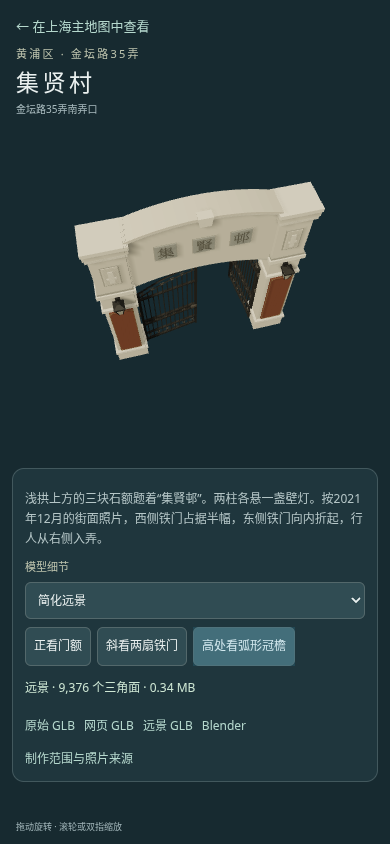 ← 在上海主地图中查看
黄浦区 · 金坛路35弄
集贤村
金坛路35弄南弄口
集 賢 邨
浅拱上方的三块石额题着“集賢邨”。两柱各悬一盏壁灯。按2021
年12月的街面照片，西侧铁门占据半幅，东侧铁门向内折起，行
人从右侧入弄。
模型细节
简化远景
正看门额 斜看两扇铁门 高处看弧形冠檐
远景 · 9,376 个三角面 · 0.34 MB
原始 GLB 网页 GLB 远景 GLB Blender
制作范围与照片来源
拖动旋转 · 滚轮或双指缩放